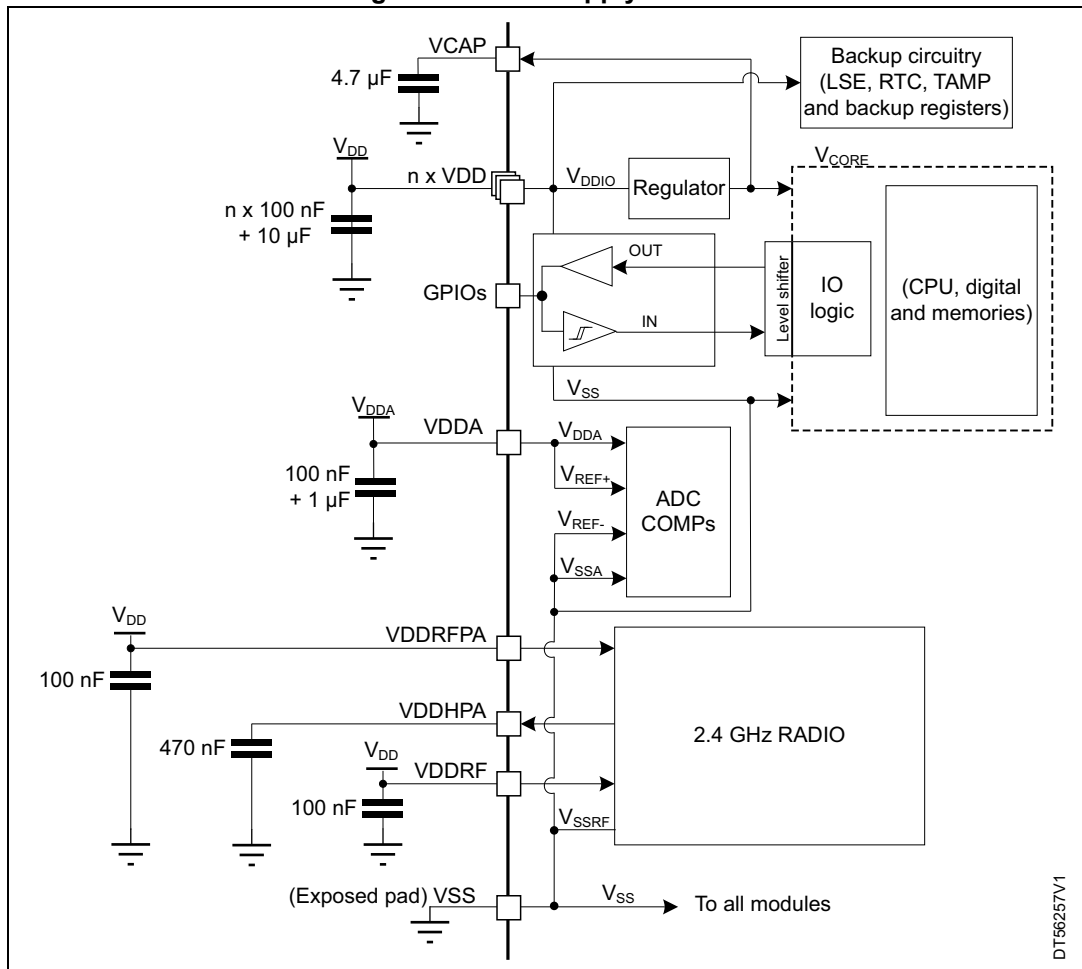 VCAP
4.7 µF
Backup circuitry
(LSE, RTC, TAMP
and backup registers)
VDD
n x VDD
n x 100 nF
+ 10 µF
VDDIO
Regulator
VCORE
OUT
IN
GPIOs
Level shifter
IO
logic
(CPU, digital
and memories)
VSS
VDDA
VDDA
100 nF
+ 1 µF
VDDA
VREF+
VREF-
VSSA
ADC
COMPs
VDD
VDDRFPA
100 nF
VDDHPA
470 nF
VDD
VDDRF
100 nF
VSSRF
2.4 GHz RADIO
(Exposed pad) VSS
VSS
To all modules
DT56257V1